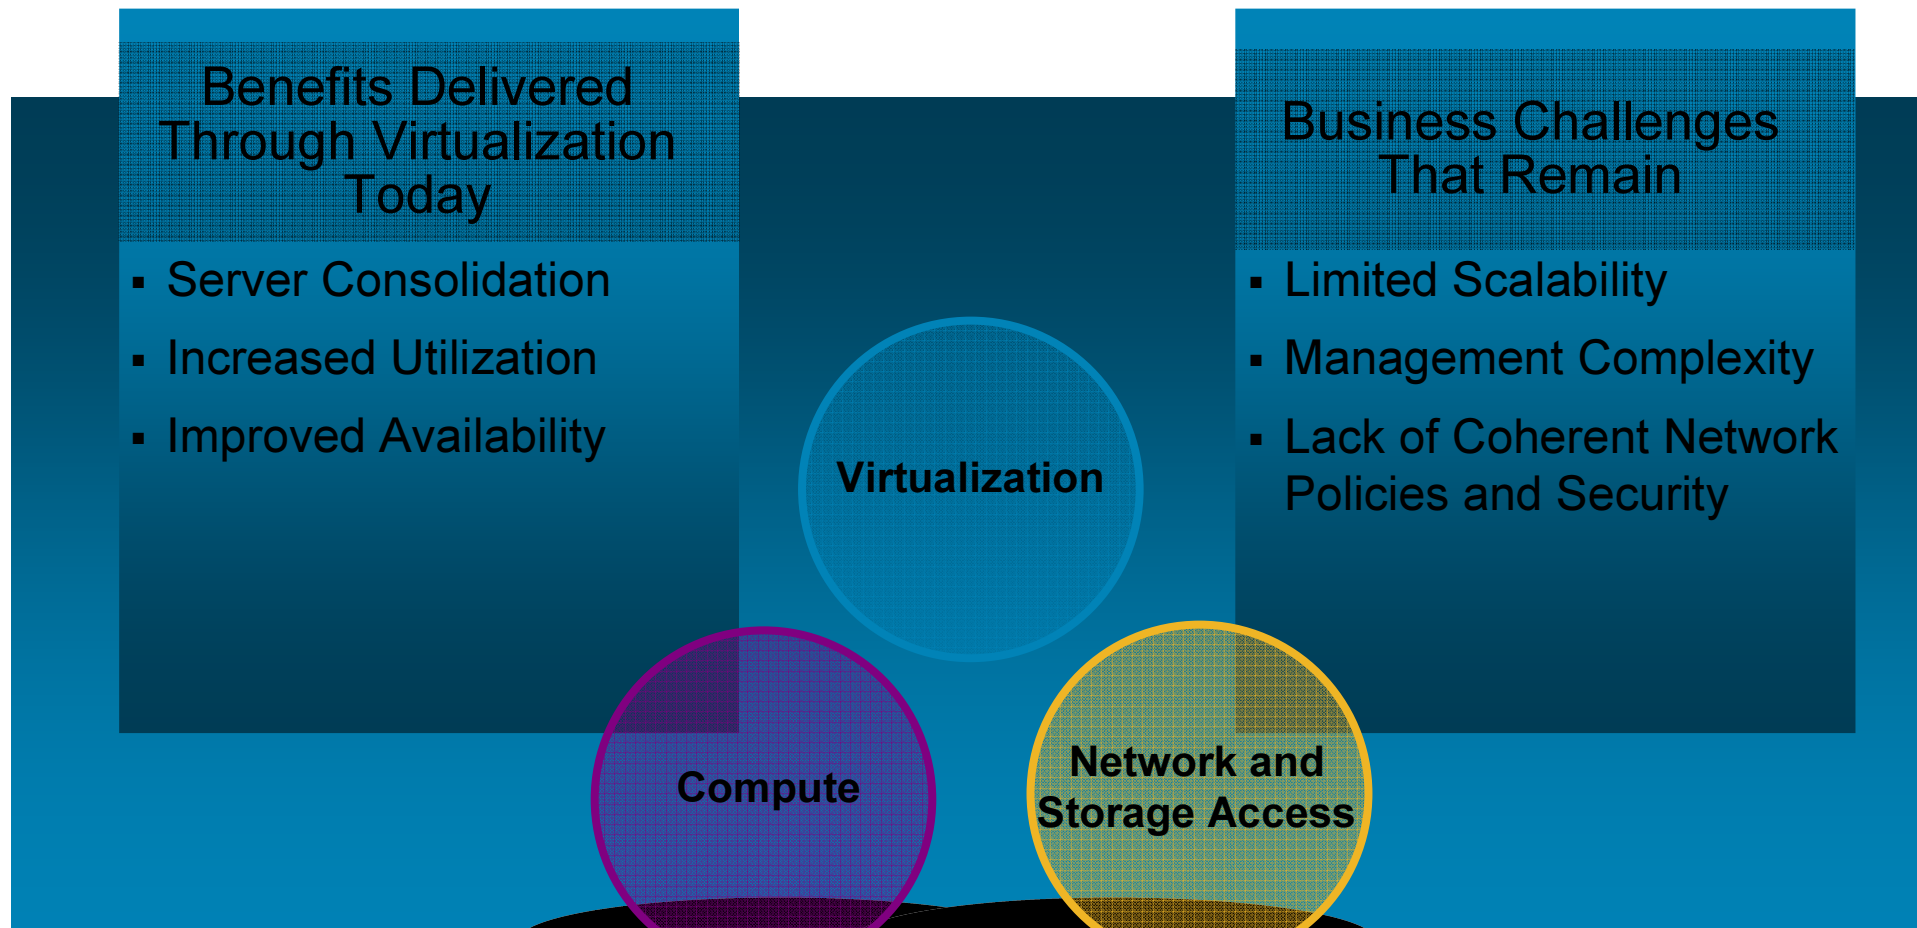 Benefits Delivered
Through Virtualization
Today
▪ Server Consolidation
▪ Increased Utilization
▪ Improved Availability
Business Challenges
That Remain
▪ Limited Scalability
▪ Management Complexity
▪ Lack of Coherent Network
Policies and Security
Virtualization
Compute
Network and
Storage Access